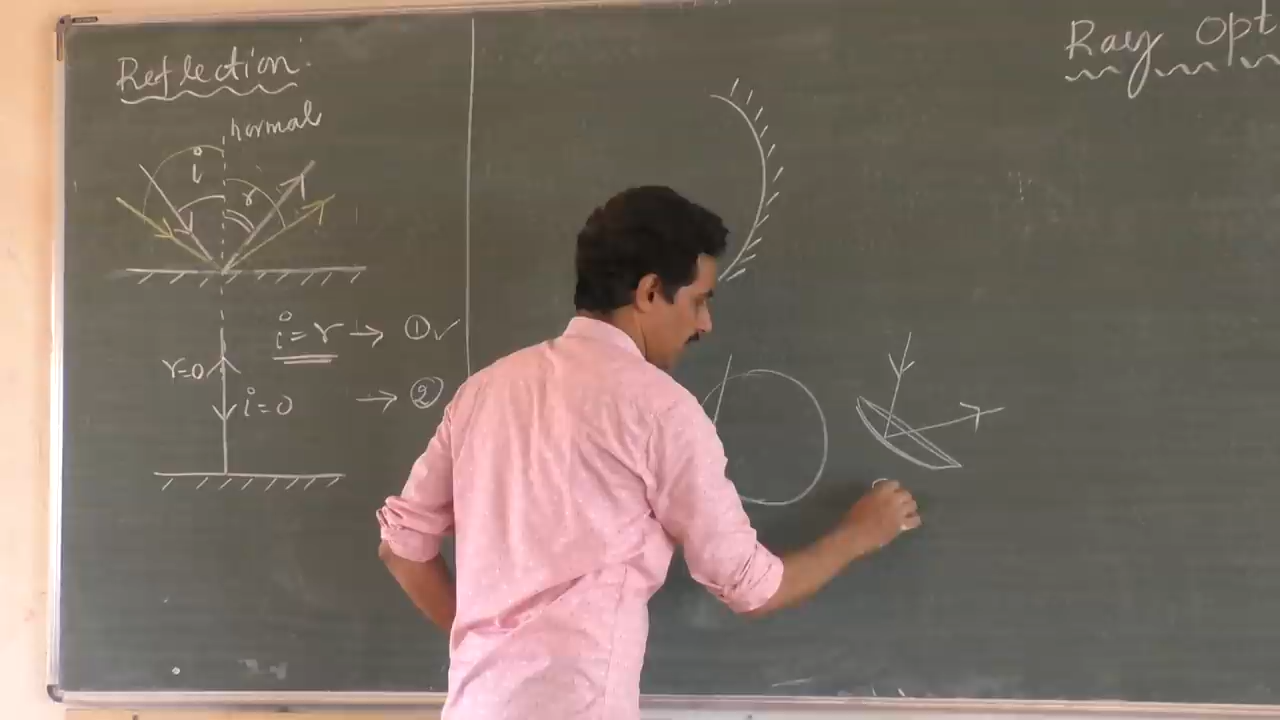 Reflection:
Ray Opt
normal
i
r
i = r → ① ✓
r=0
i=0
→ ②